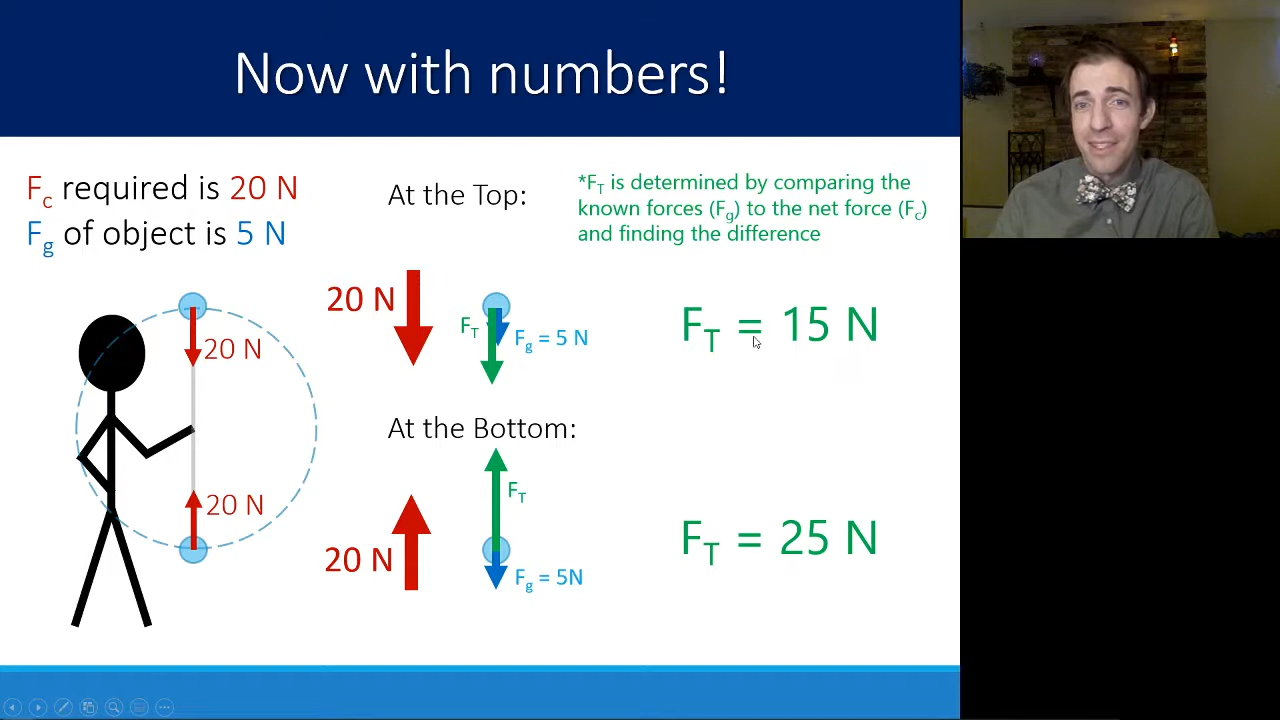 Now with numbers!
Fc required is 20 N
Fg of object is 5 N
At the Top:
*FT is determined by comparing the
known forces (Fg) to the net force (Fc)
and finding the difference
20 N
20 N
FT
Fg = 5 N
FT = 15 N
At the Bottom:
20 N
20 N
FT
Fg = 5N
FT = 25 N